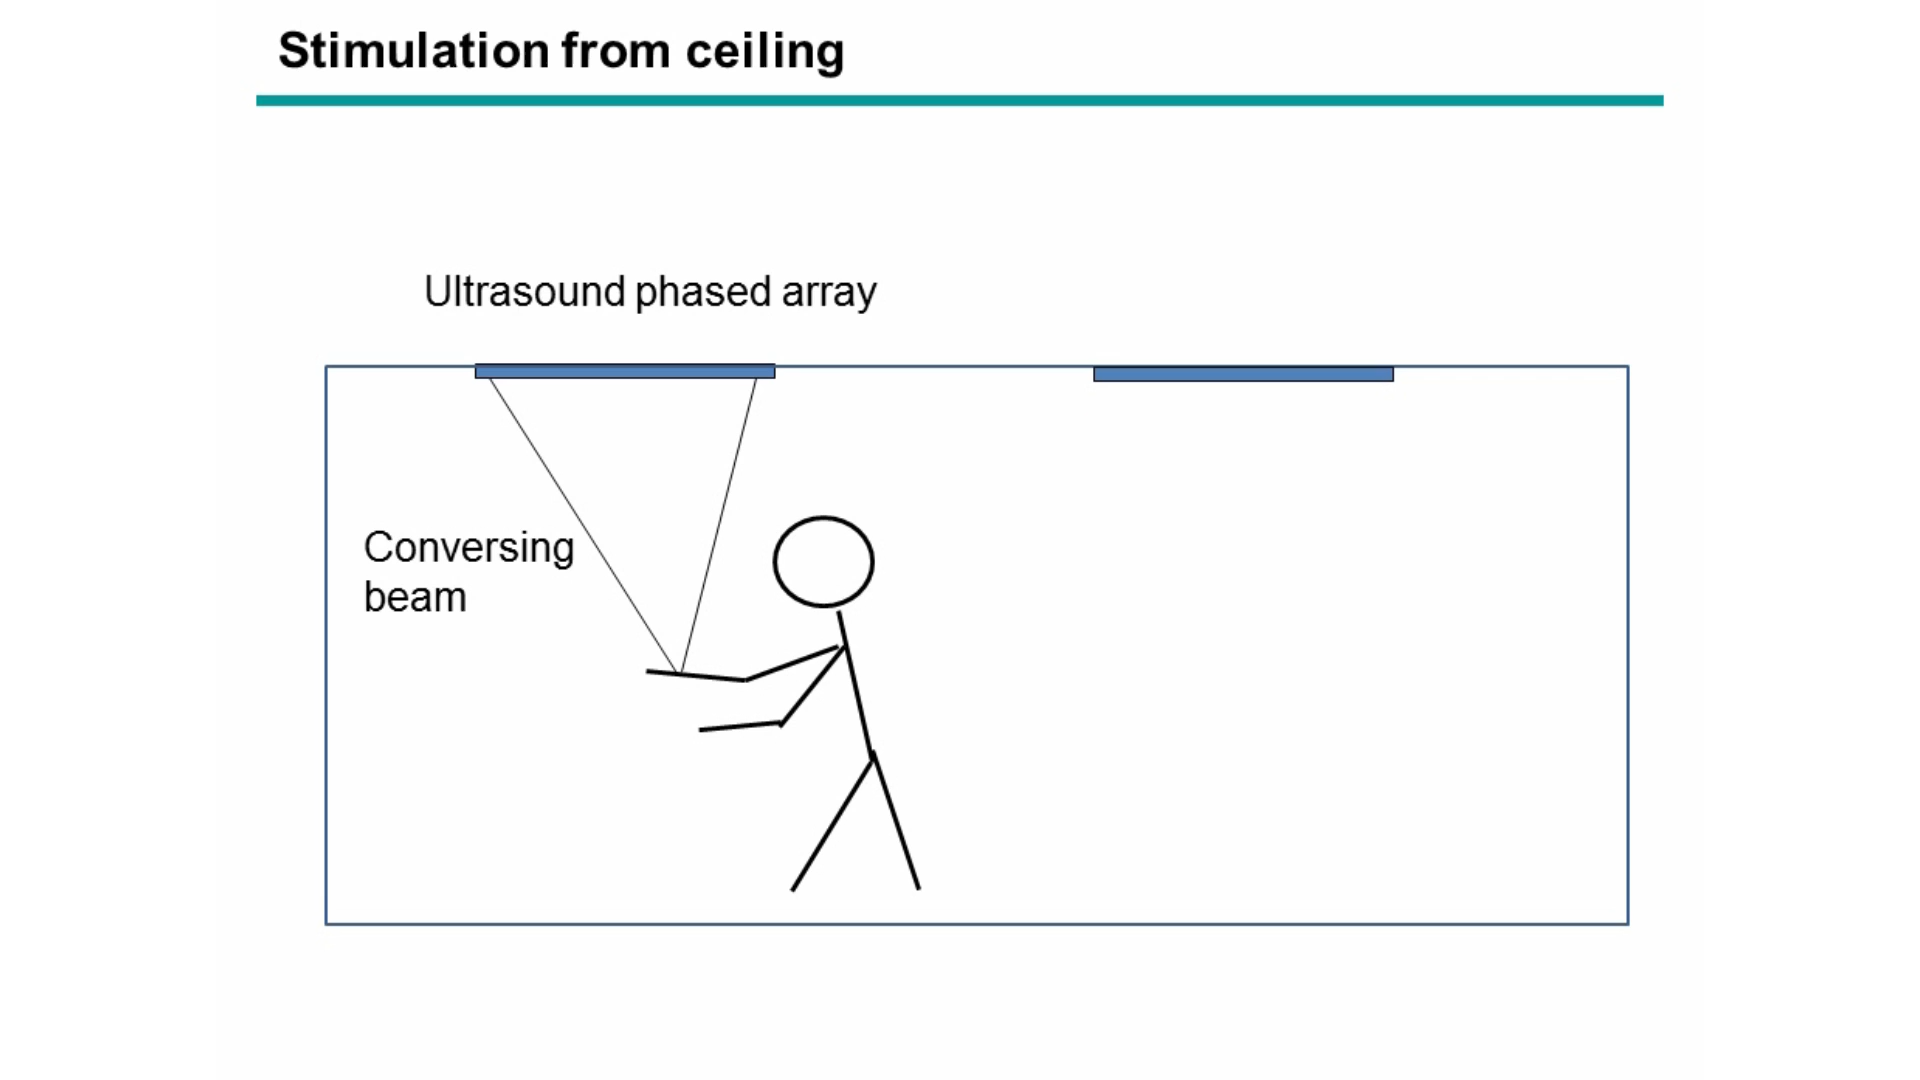 Stimulation from ceiling
Ultrasound phased array
Conversing
beam